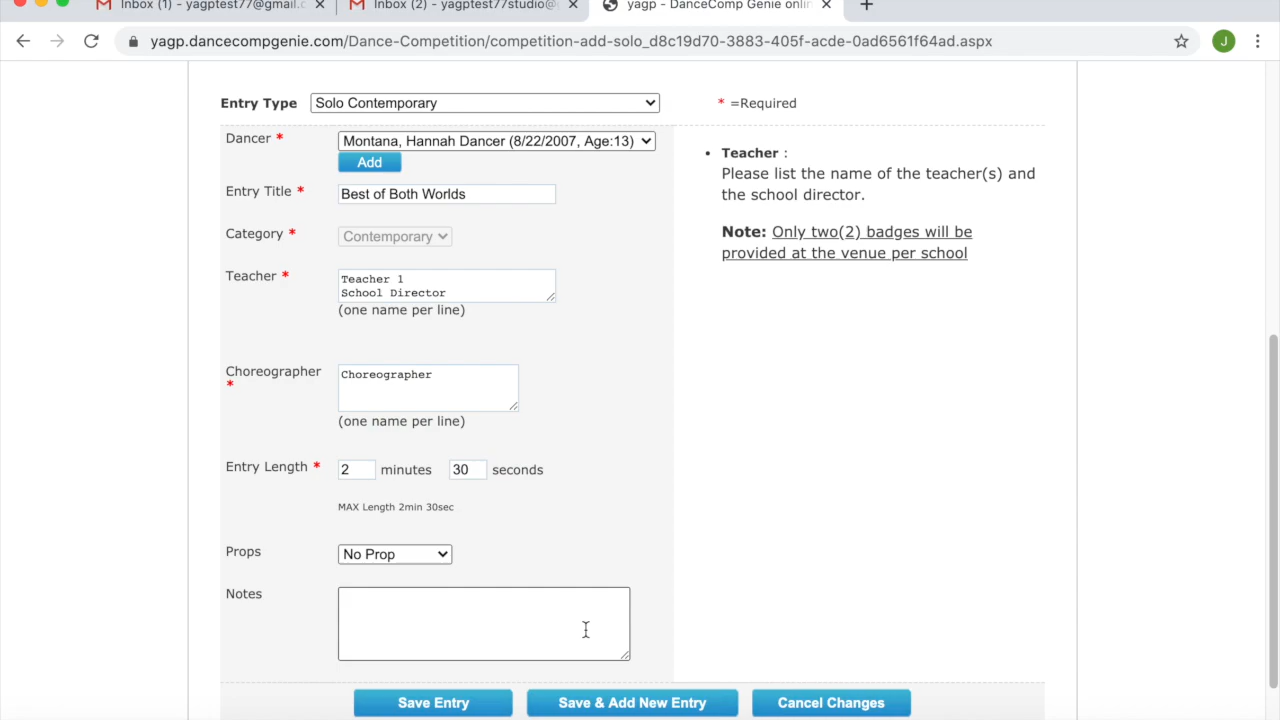 Inbox (1) - yagptest77@gmail.c
Inbox (2) - yagptest77studio@
yagp - DanceComp Genie onlin
yagp.dancecompgenie.com/Dance-Competition/competition-add-solo_d8c19d70-3883-405f-acde-0ad6561f64ad.aspx
J
Entry Type Solo Contemporary
* =Required
Dancer * Montana, Hannah Dancer (8/22/2007, Age:13)
Add
Entry Title * Best of Both Worlds
Category * Contemporary
Teacher * Teacher 1
School Director
(one name per line)
Choreographer * Choreographer
(one name per line)
Entry Length * 2 minutes 30 seconds
MAX Length 2min 30sec
Props No Prop
Notes
• Teacher :
Please list the name of the teacher(s) and
the school director.
Note: Only two(2) badges will be
provided at the venue per school
Save Entry Save & Add New Entry Cancel Changes